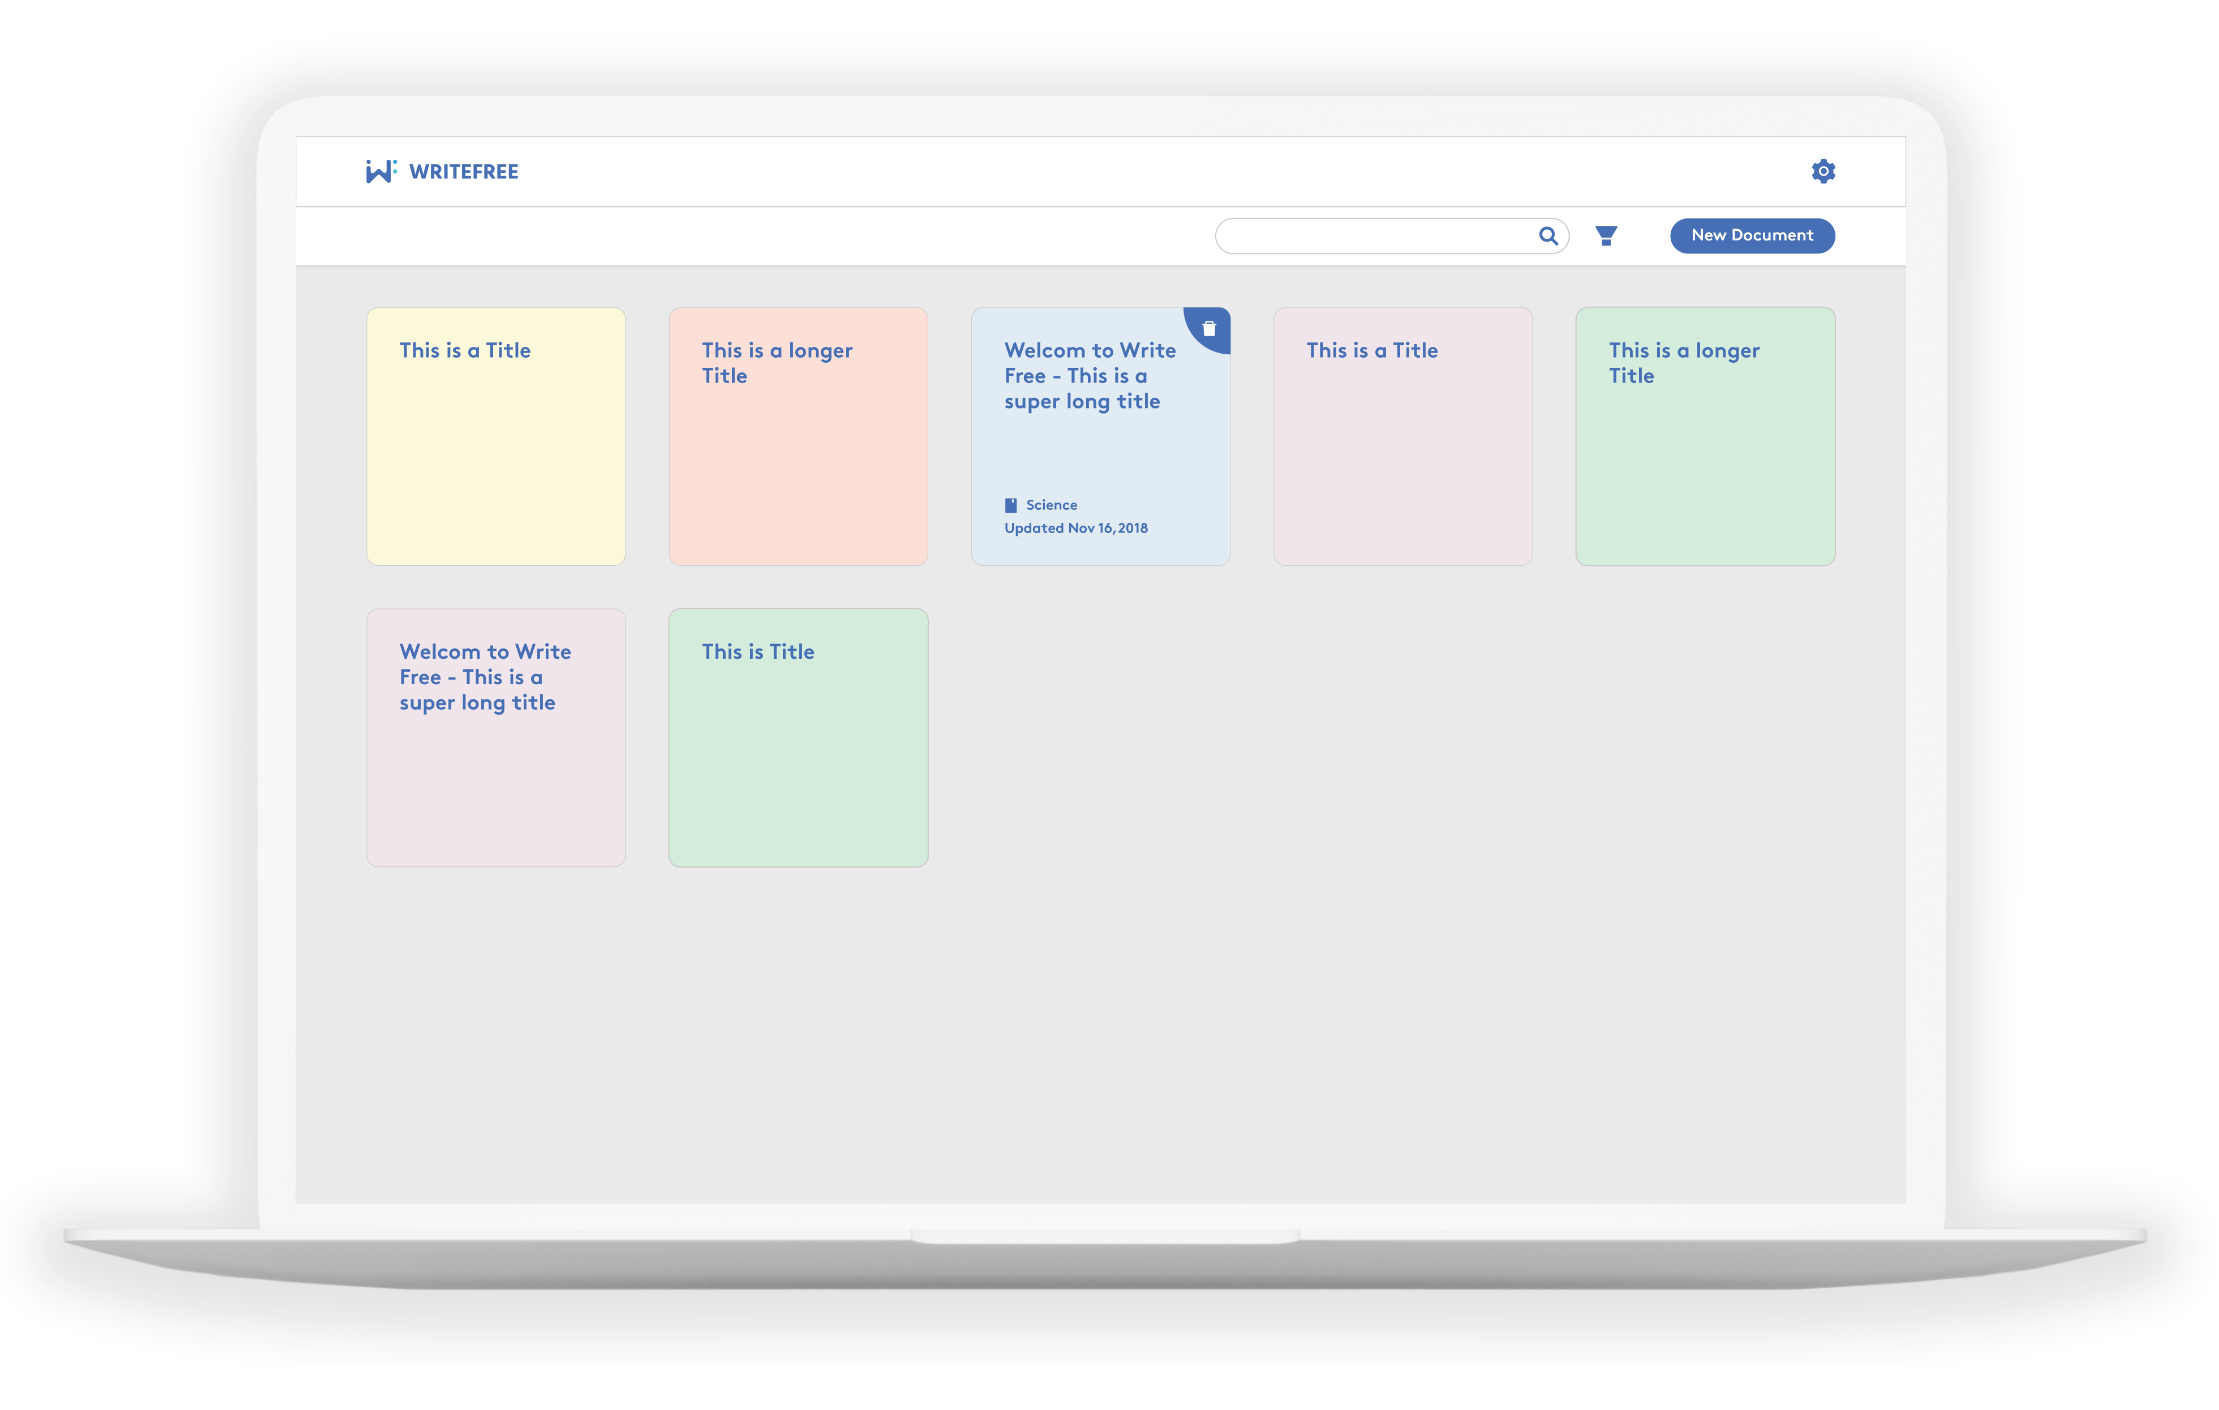 WRITEFREE
New Document
This is a Title
This is a longer
Title
Welcom to Write
Free - This is a
super long title
Science
Updated Nov 16, 2018
This is a Title
This is a longer
Title
Welcom to Write
Free - This is a
super long title
This is Title